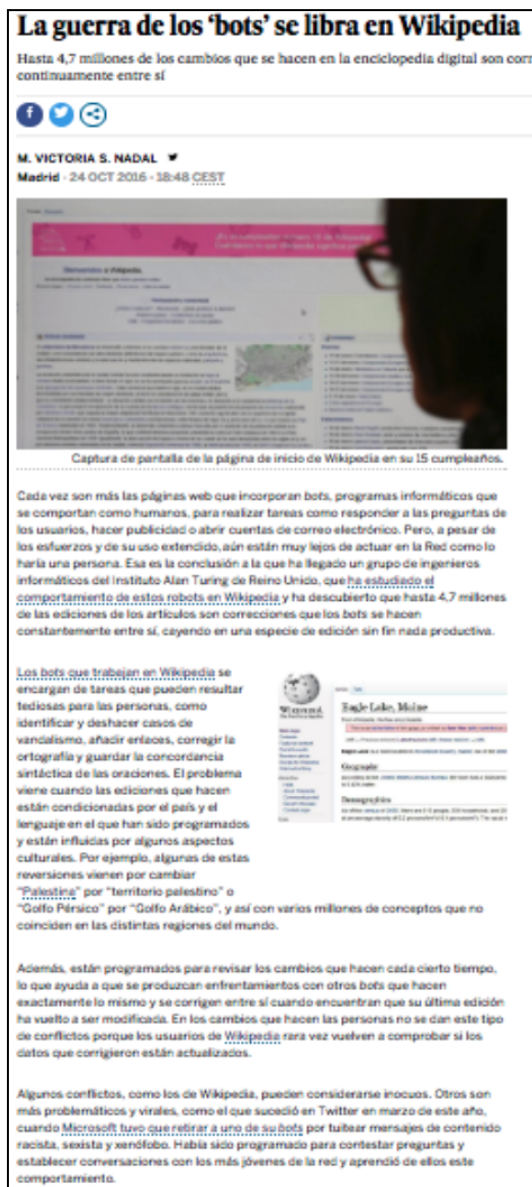 La guerra de los ‘bots’ se libra en Wikipedia
Hasta 4,7 millones de los cambios que se hacen en la enciclopedia digital son corr
continuamente entre sí
M. VICTORIA S. NADAL
Madrid - 24 OCT 2016 - 18:48 CEST
Captura de pantalla de la página de inicio de Wikipedia en su 15 cumpleaños.
Cada vez son más las páginas web que incorporan bots, programas informáticos que
se comportan como humanos, para realizar tareas como responder a las preguntas de
los usuarios, hacer publicidad o abrir cuentas de correo electrónico. Pero, a pesar de
los esfuerzos y de su uso extendido, aún están muy lejos de actuar en la Red como lo
haría una persona. Esa es la conclusión a la que ha llegado un grupo de ingenieros
informáticos del Instituto Alan Turing de Reino Unido, que ha estudiado el
comportamiento de estos robots en Wikipedia y ha descubierto que hasta 4,7 millones
de las ediciones de los artículos son correcciones que los bots se hacen
constantemente entre sí, cayendo en una especie de edición sin fin nada productiva.
Los bots que trabajan en Wikipedia se
encargan de tareas que pueden resultar
tediosas para las personas, como
identificar y deshacer casos de
vandalismo, añadir enlaces, corregir la
ortografía y guardar la concordancia
sintáctica de las oraciones. El problema
viene cuando las ediciones que hacen
están condicionadas por el país y el
lenguaje en el que han sido programados
y están influidas por algunos aspectos
culturales. Por ejemplo, algunas de estas
reversiones vienen por cambiar
“Palestina” por “territorio palestino” o
“Golfo Pérsico” por “Golfo Arábico”, y así con varios millones de conceptos que no
coinciden en las distintas regiones del mundo.
Eagle Lake, Maine
Geography
Demographics
Además, están programados para revisar los cambios que hacen cada cierto tiempo,
lo que ayuda a que se produzcan enfrentamientos con otros bots que hacen
exactamente lo mismo y se corrigen entre sí cuando encuentran que su última edición
ha vuelto a ser modificada. En los cambios que hacen las personas no se dan este tipo
de conflictos porque los usuarios de Wikipedia rara vez vuelven a comprobar si los
datos que corrigieron están actualizados.
Algunos conflictos, como los de Wikipedia, pueden considerarse inocuos. Otros son
más problemáticos y virales, como el que sucedió en Twitter en marzo de este año,
cuando Microsoft tuvo que retirar a uno de su bots por tuitear mensajes de contenido
racista, sexista y xenófobo. Había sido programado para contestar preguntas y
establecer conversaciones con los más jóvenes de la red y aprendió de ellos este
comportamiento.